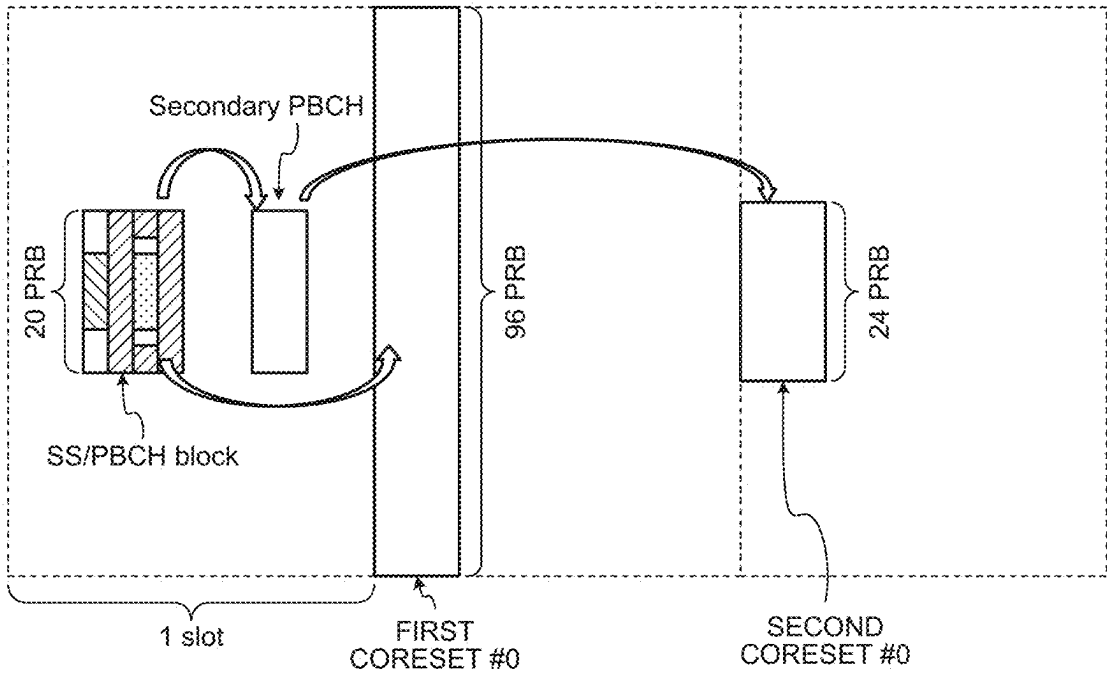 Secondary PBCH
20 PRB
96 PRB
24 PRB
SS/PBCH block
1 slot
FIRST
CORESET #0
SECOND
CORESET #0